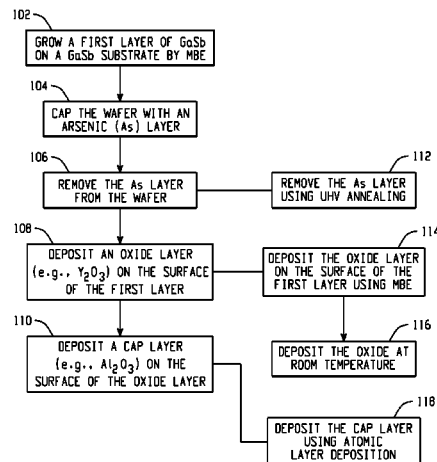 102
GROW A FIRST LAYER OF GaSb
ON A GaSb SUBSTRATE BY MBE
104
CAP THE WAFER WITH AN
ARSENIC (As) LAYER
106
REMOVE THE As LAYER
FROM THE WAFER
112
REMOVE THE As LAYER
USING UHV ANNEALING
108
DEPOSIT AN OXIDE LAYER
(e.g., Y₂O₃) ON THE SURFACE
OF THE FIRST LAYER
114
DEPOSIT THE OXIDE LAYER
ON THE SURFACE OF THE
FIRST LAYER USING MBE
110
DEPOSIT A CAP LAYER
(e.g., Al₂O₃) ON THE
SURFACE OF THE OXIDE LAYER
116
DEPOSIT THE OXIDE AT
ROOM TEMPERATURE
118
DEPOSIT THE CAP LAYER
USING ATOMIC
LAYER DEPOSITION